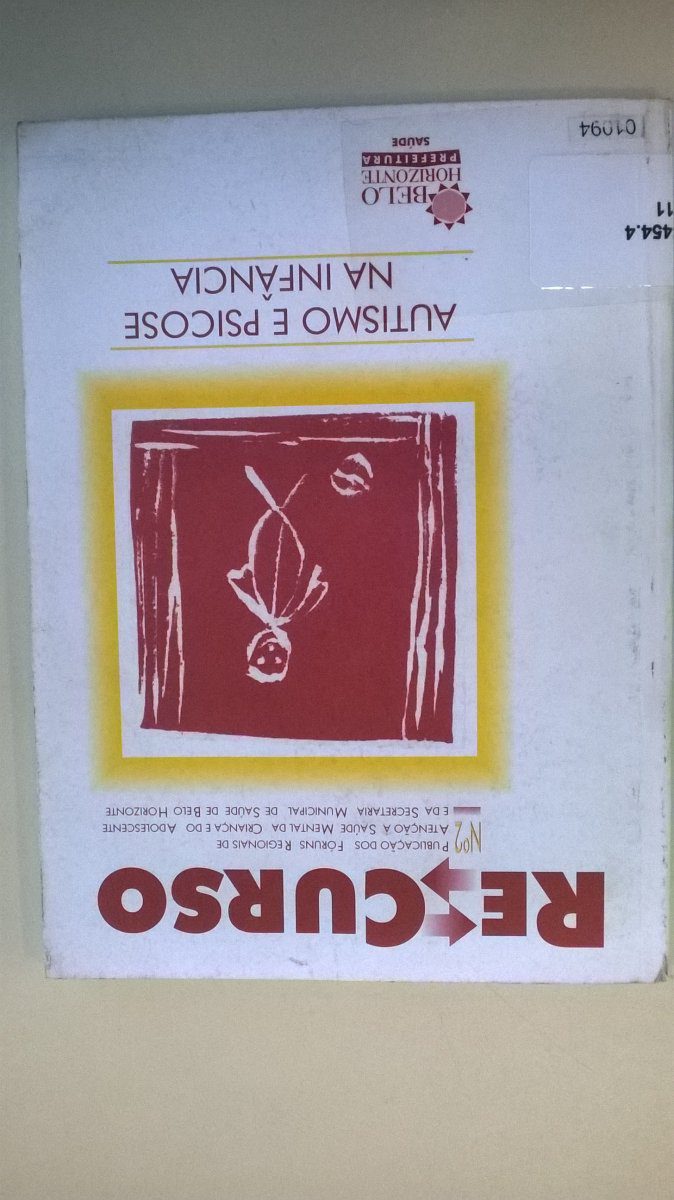 RECURSO
Nº2
PUBLICAÇÃO DOS FÓRUNS REGIONAIS DE
ATENÇÃO À SAÚDE MENTAL DA CRIANÇA E DO ADOLESCENTE
E DA SECRETARIA MUNICIPAL DE SAÚDE DE BELO HORIZONTE
AUTISMO E PSICOSE
NA INFÂNCIA
BELO
HORIZONTE
PREFEITURA
SAÚDE
454.4
11
01094